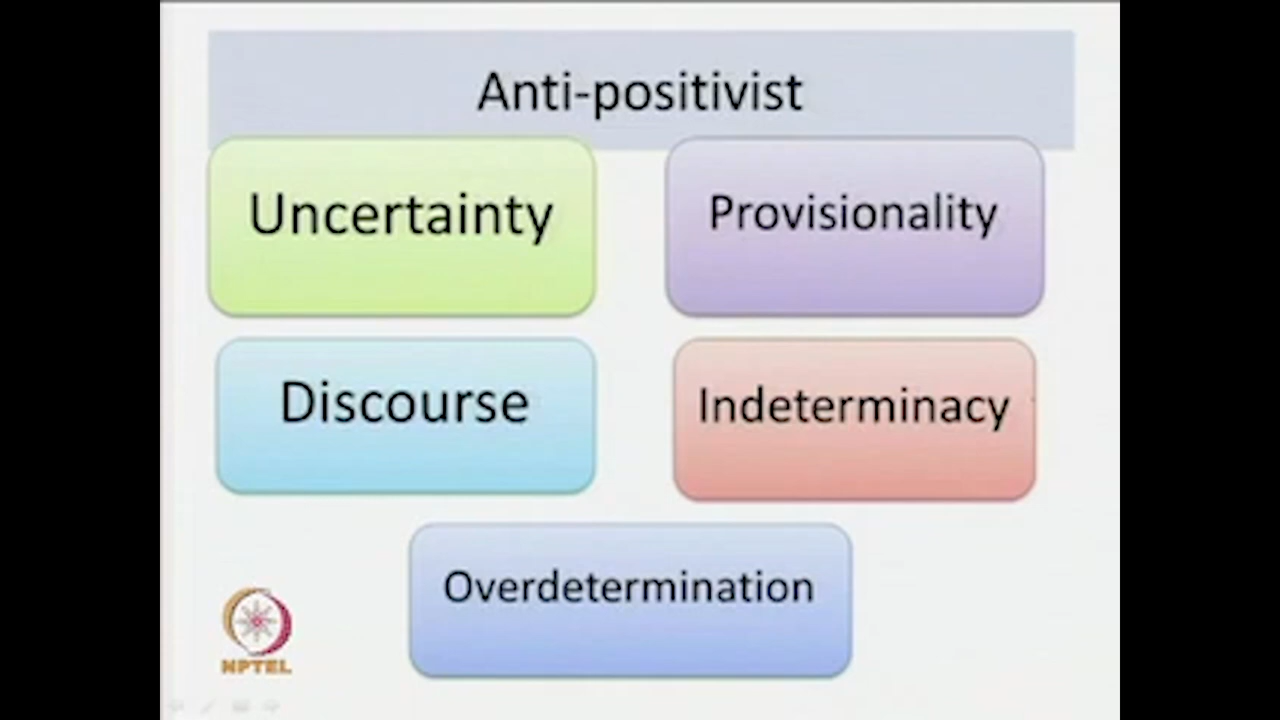 Anti-positivist
Uncertainty
Provisionality
Discourse
Indeterminacy
Overdetermination
NPTEL